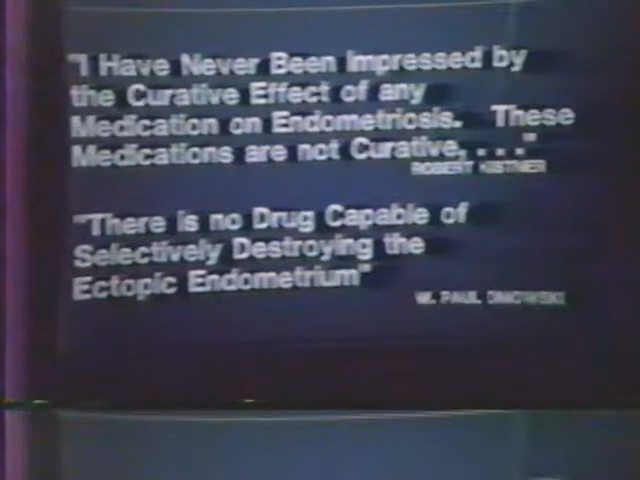 "I Have Never Been Impressed by
the Curative Effect of any
Medication on Endometriosis. These
Medications are not Curative, . . ."
ROBERT KISTNER
"There is no Drug Capable of
Selectively Destroying the
Ectopic Endometrium"
W. PAUL DMOWSKI